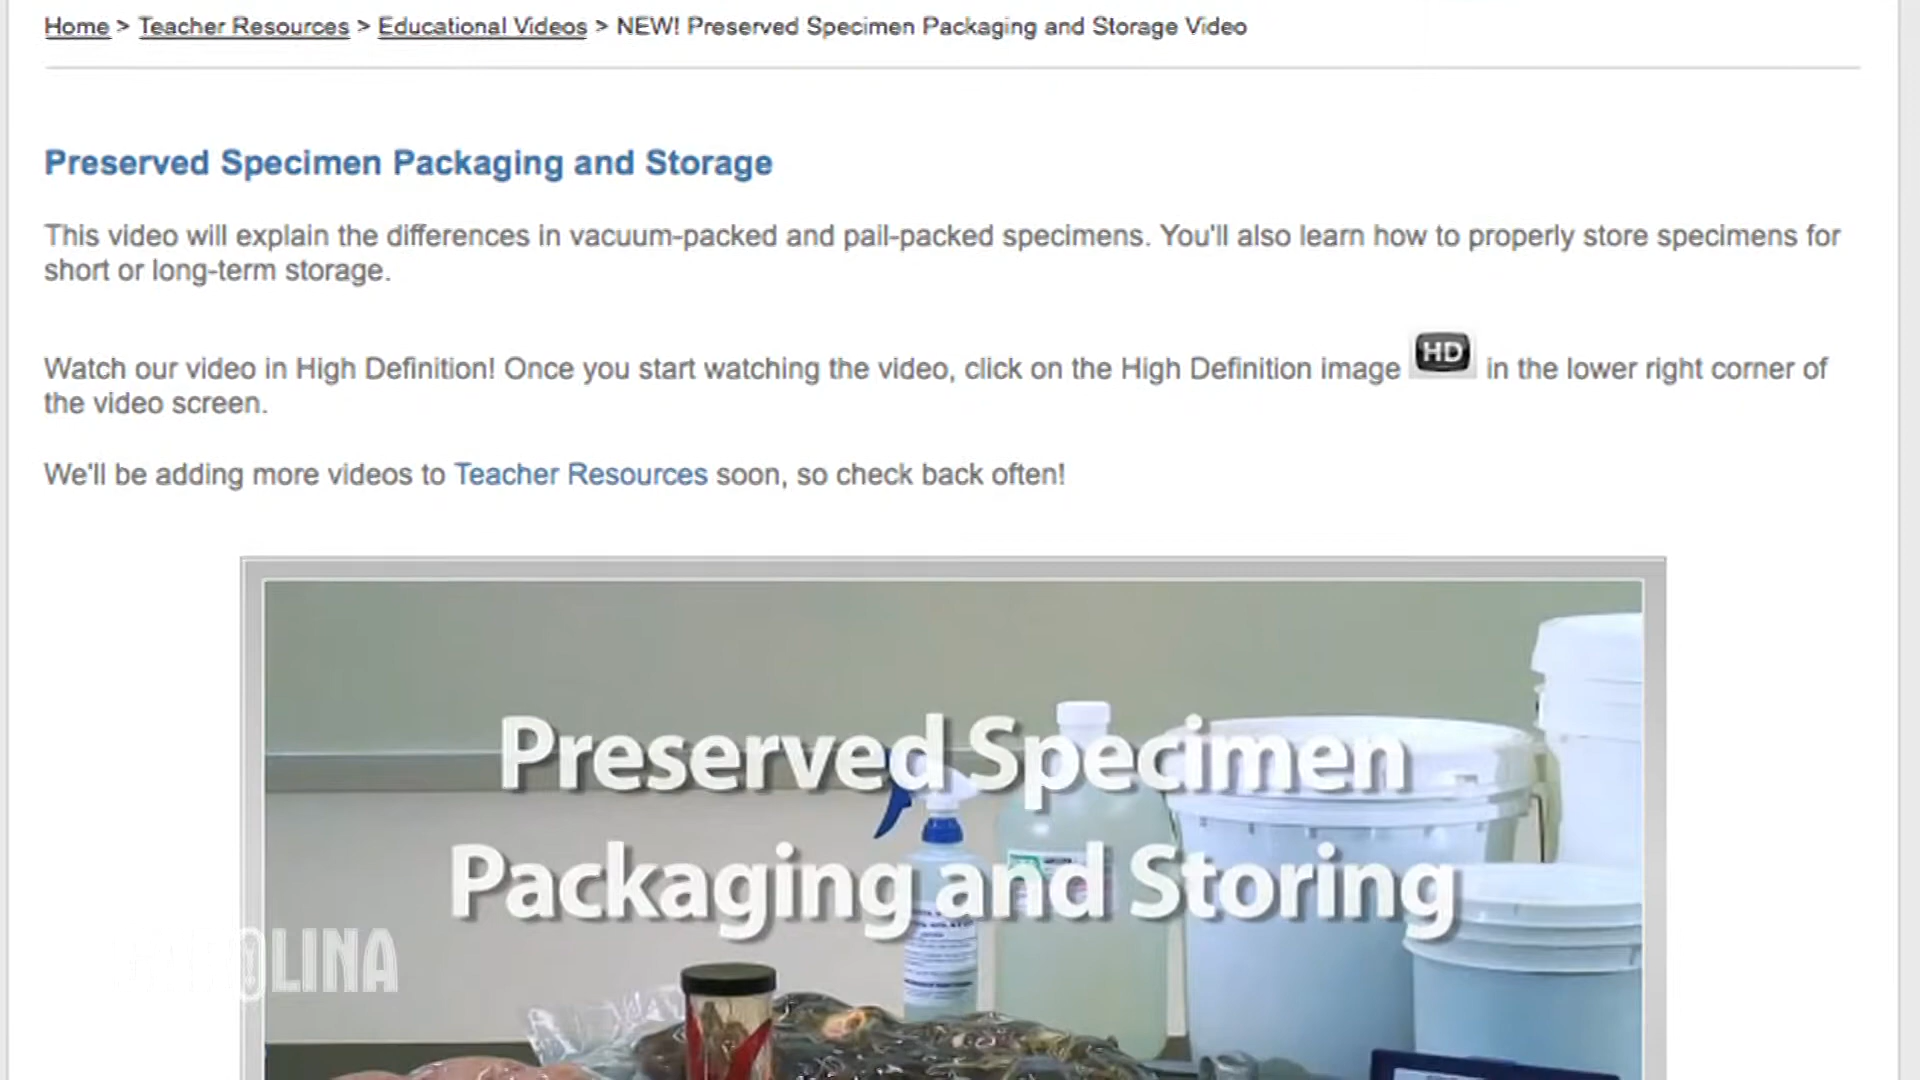 Home > Teacher Resources > Educational Videos > NEW! Preserved Specimen Packaging and Storage Video
Preserved Specimen Packaging and Storage
This video will explain the differences in vacuum-packed and pail-packed specimens. You'll also learn how to properly store specimens for
short or long-term storage.
Watch our video in High Definition! Once you start watching the video, click on the High Definition image HD in the lower right corner of
the video screen.
We'll be adding more videos to Teacher Resources soon, so check back often!
Preserved Specimen
Packaging and Storing